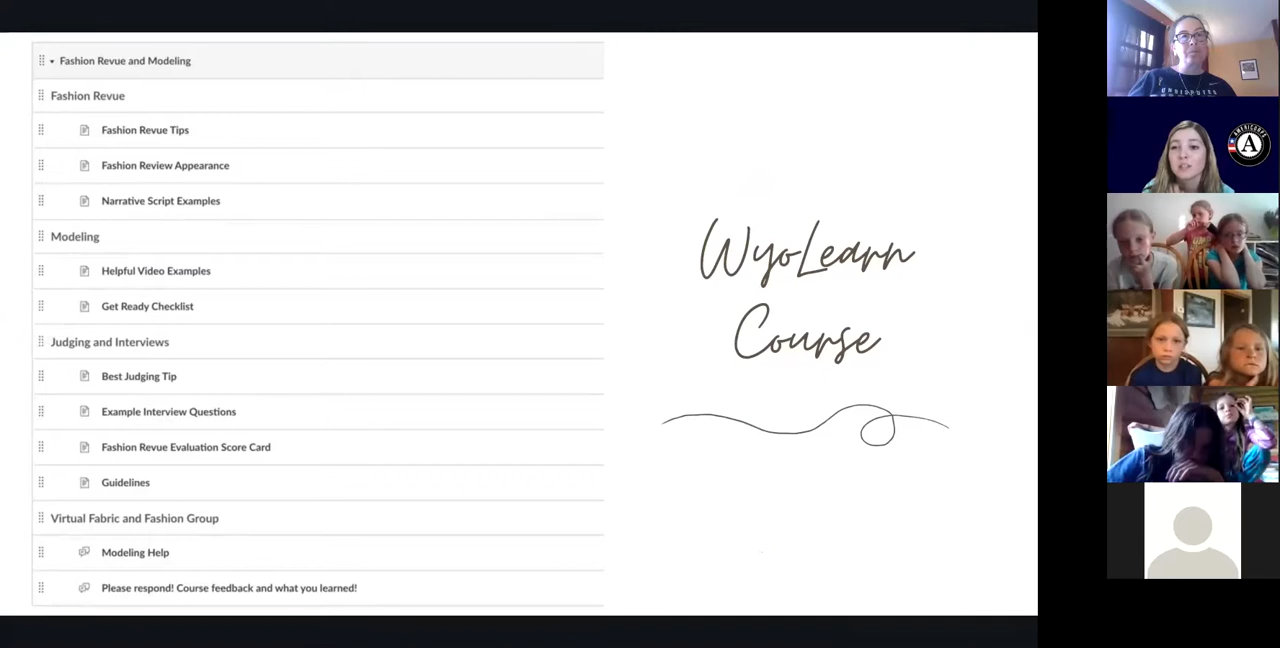 Fashion Revue and Modeling
Fashion Revue
Fashion Revue Tips
Fashion Review Appearance
Narrative Script Examples
Modeling
Helpful Video Examples
Get Ready Checklist
Judging and Interviews
Best Judging Tip
Example Interview Questions
Fashion Revue Evaluation Score Card
Guidelines
Virtual Fabric and Fashion Group
Modeling Help
Please respond! Course feedback and what you learned!
WyoLearn
Course
UNDISPUTED
AMERICORPS
A